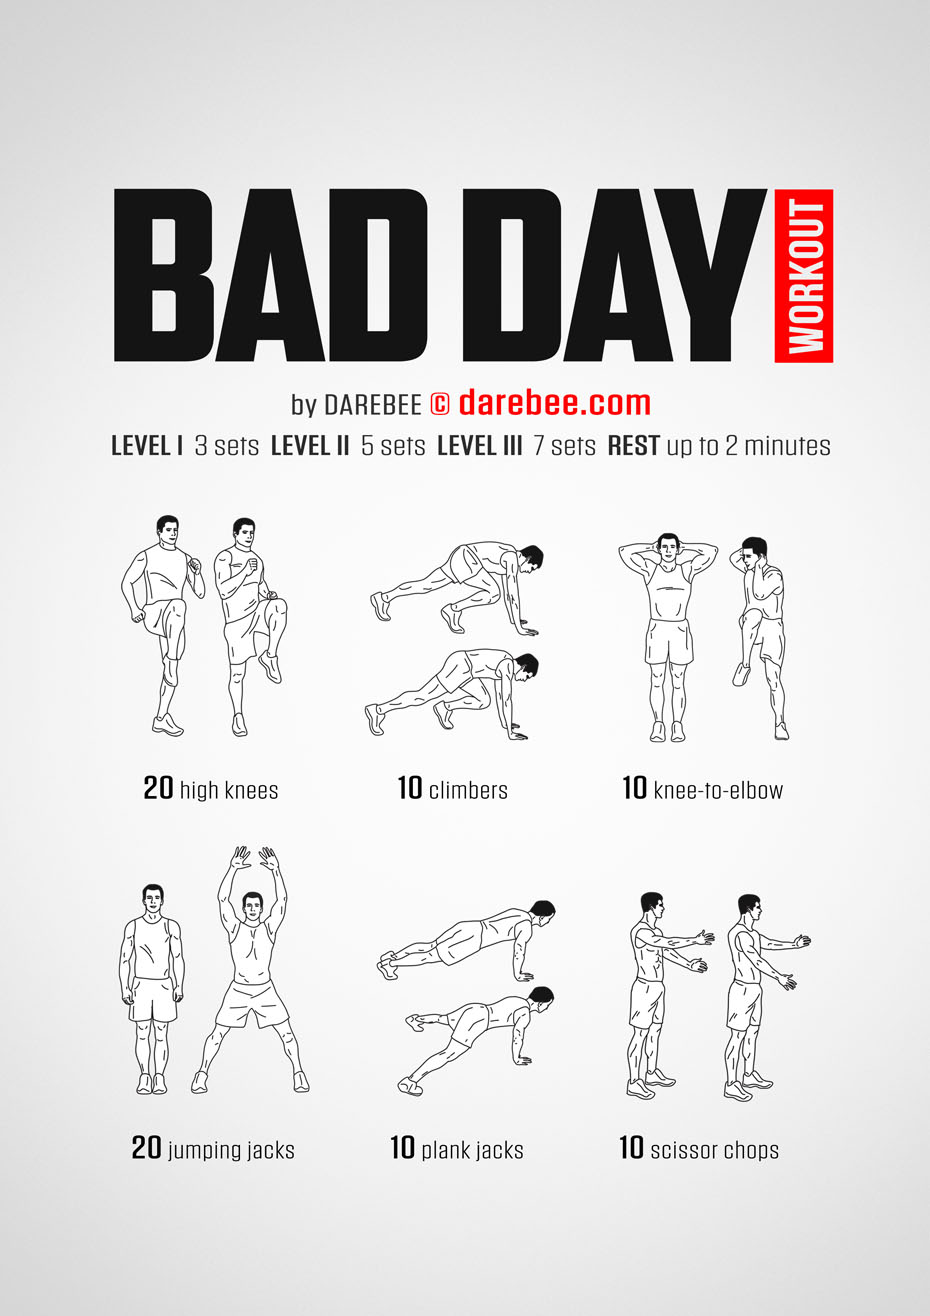 BAD DAY WORKOUT
by DAREBEE © darebee.com
LEVEL I 3 sets LEVEL II 5 sets LEVEL III 7 sets REST up to 2 minutes
20 high knees
10 climbers
10 knee-to-elbow
20 jumping jacks
10 plank jacks
10 scissor chops